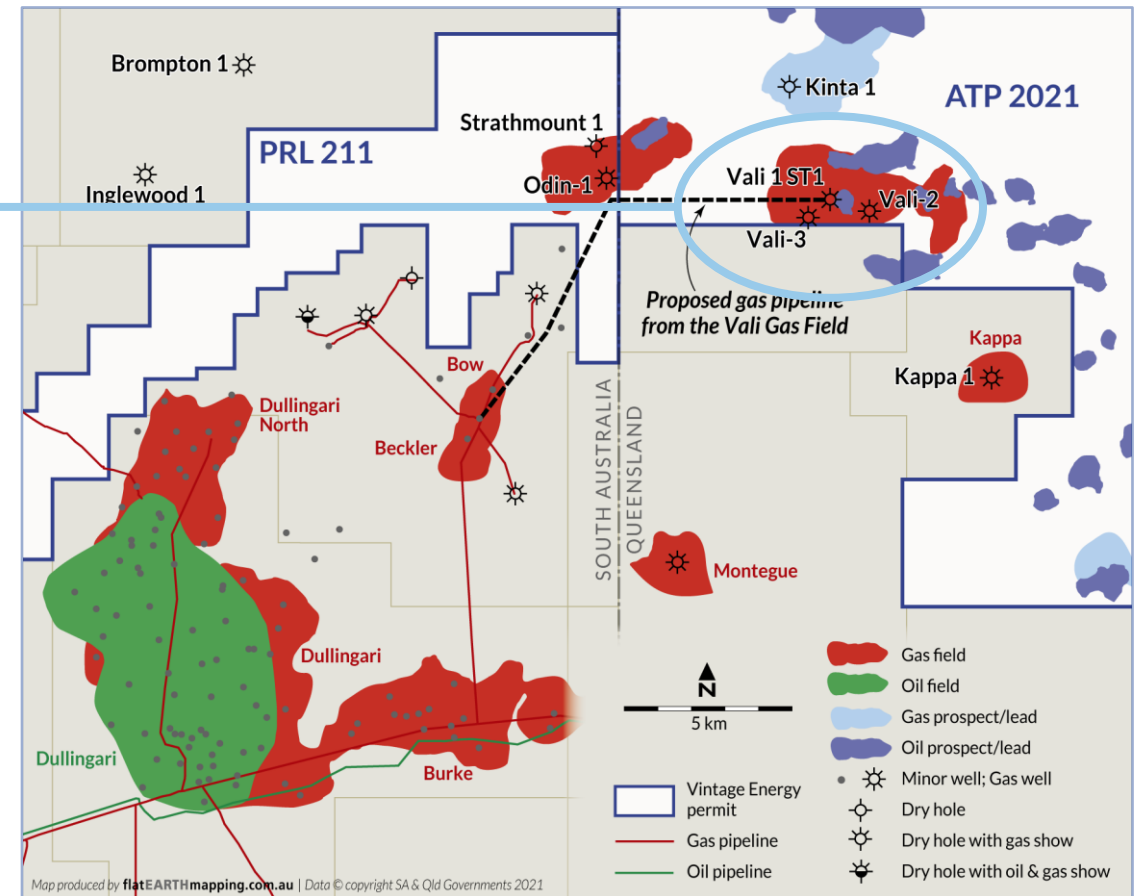 Brompton 1
Kinta 1
ATP 2021
Strathmount 1
PRL 211
Odin-1
Vali 1 ST1
Inglewood 1
Vali-2
Vali-3
Proposed gas pipeline
from the Vali Gas Field
Bow
Kappa
Kappa 1
Dullingari
North
Beckler
SOUTH AUSTRALIA
QUEENSLAND
Montegue
Dullingari
Dullingari
Burke
N
5 km
Vintage Energy
permit
Gas pipeline
Oil pipeline
Gas field
Oil field
Gas prospect/lead
Oil prospect/lead
Minor well; Gas well
Dry hole
Dry hole with gas show
Dry hole with oil & gas show
Map produced by flatEARTHmapping.com.au | Data © copyright SA & Qld Governments 2021